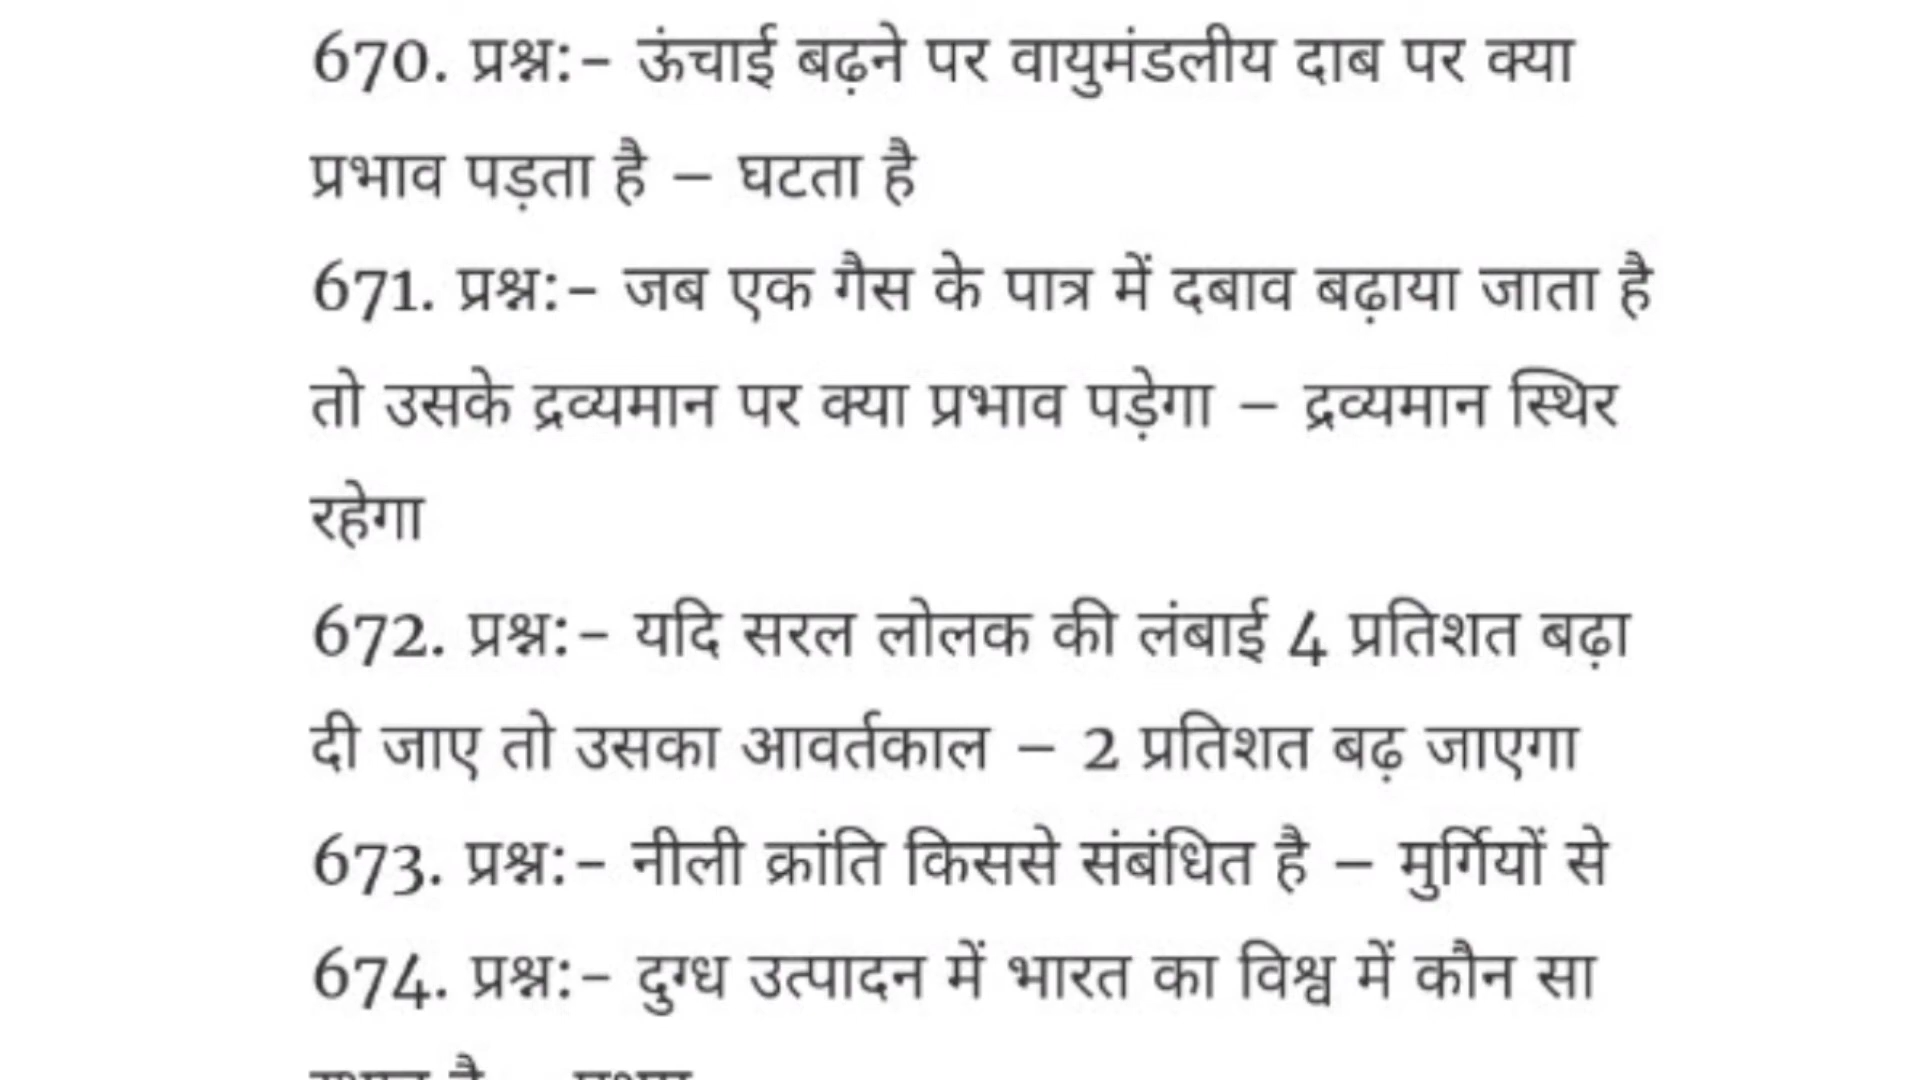 670. प्रश्न:- ऊंचाई बढ़ने पर वायुमंडलीय दाब पर क्या
प्रभाव पड़ता है – घटता है
671. प्रश्न:- जब एक गैस के पात्र में दबाव बढ़ाया जाता है
तो उसके द्रव्यमान पर क्या प्रभाव पड़ेगा – द्रव्यमान स्थिर
रहेगा
672. प्रश्न:- यदि सरल लोलक की लंबाई 4 प्रतिशत बढ़ा
दी जाए तो उसका आवर्तकाल – 2 प्रतिशत बढ़ जाएगा
673. प्रश्न:- नीली क्रांति किससे संबंधित है – मुर्गियों से
674. प्रश्न:- दुग्ध उत्पादन में भारत का विश्व में कौन सा